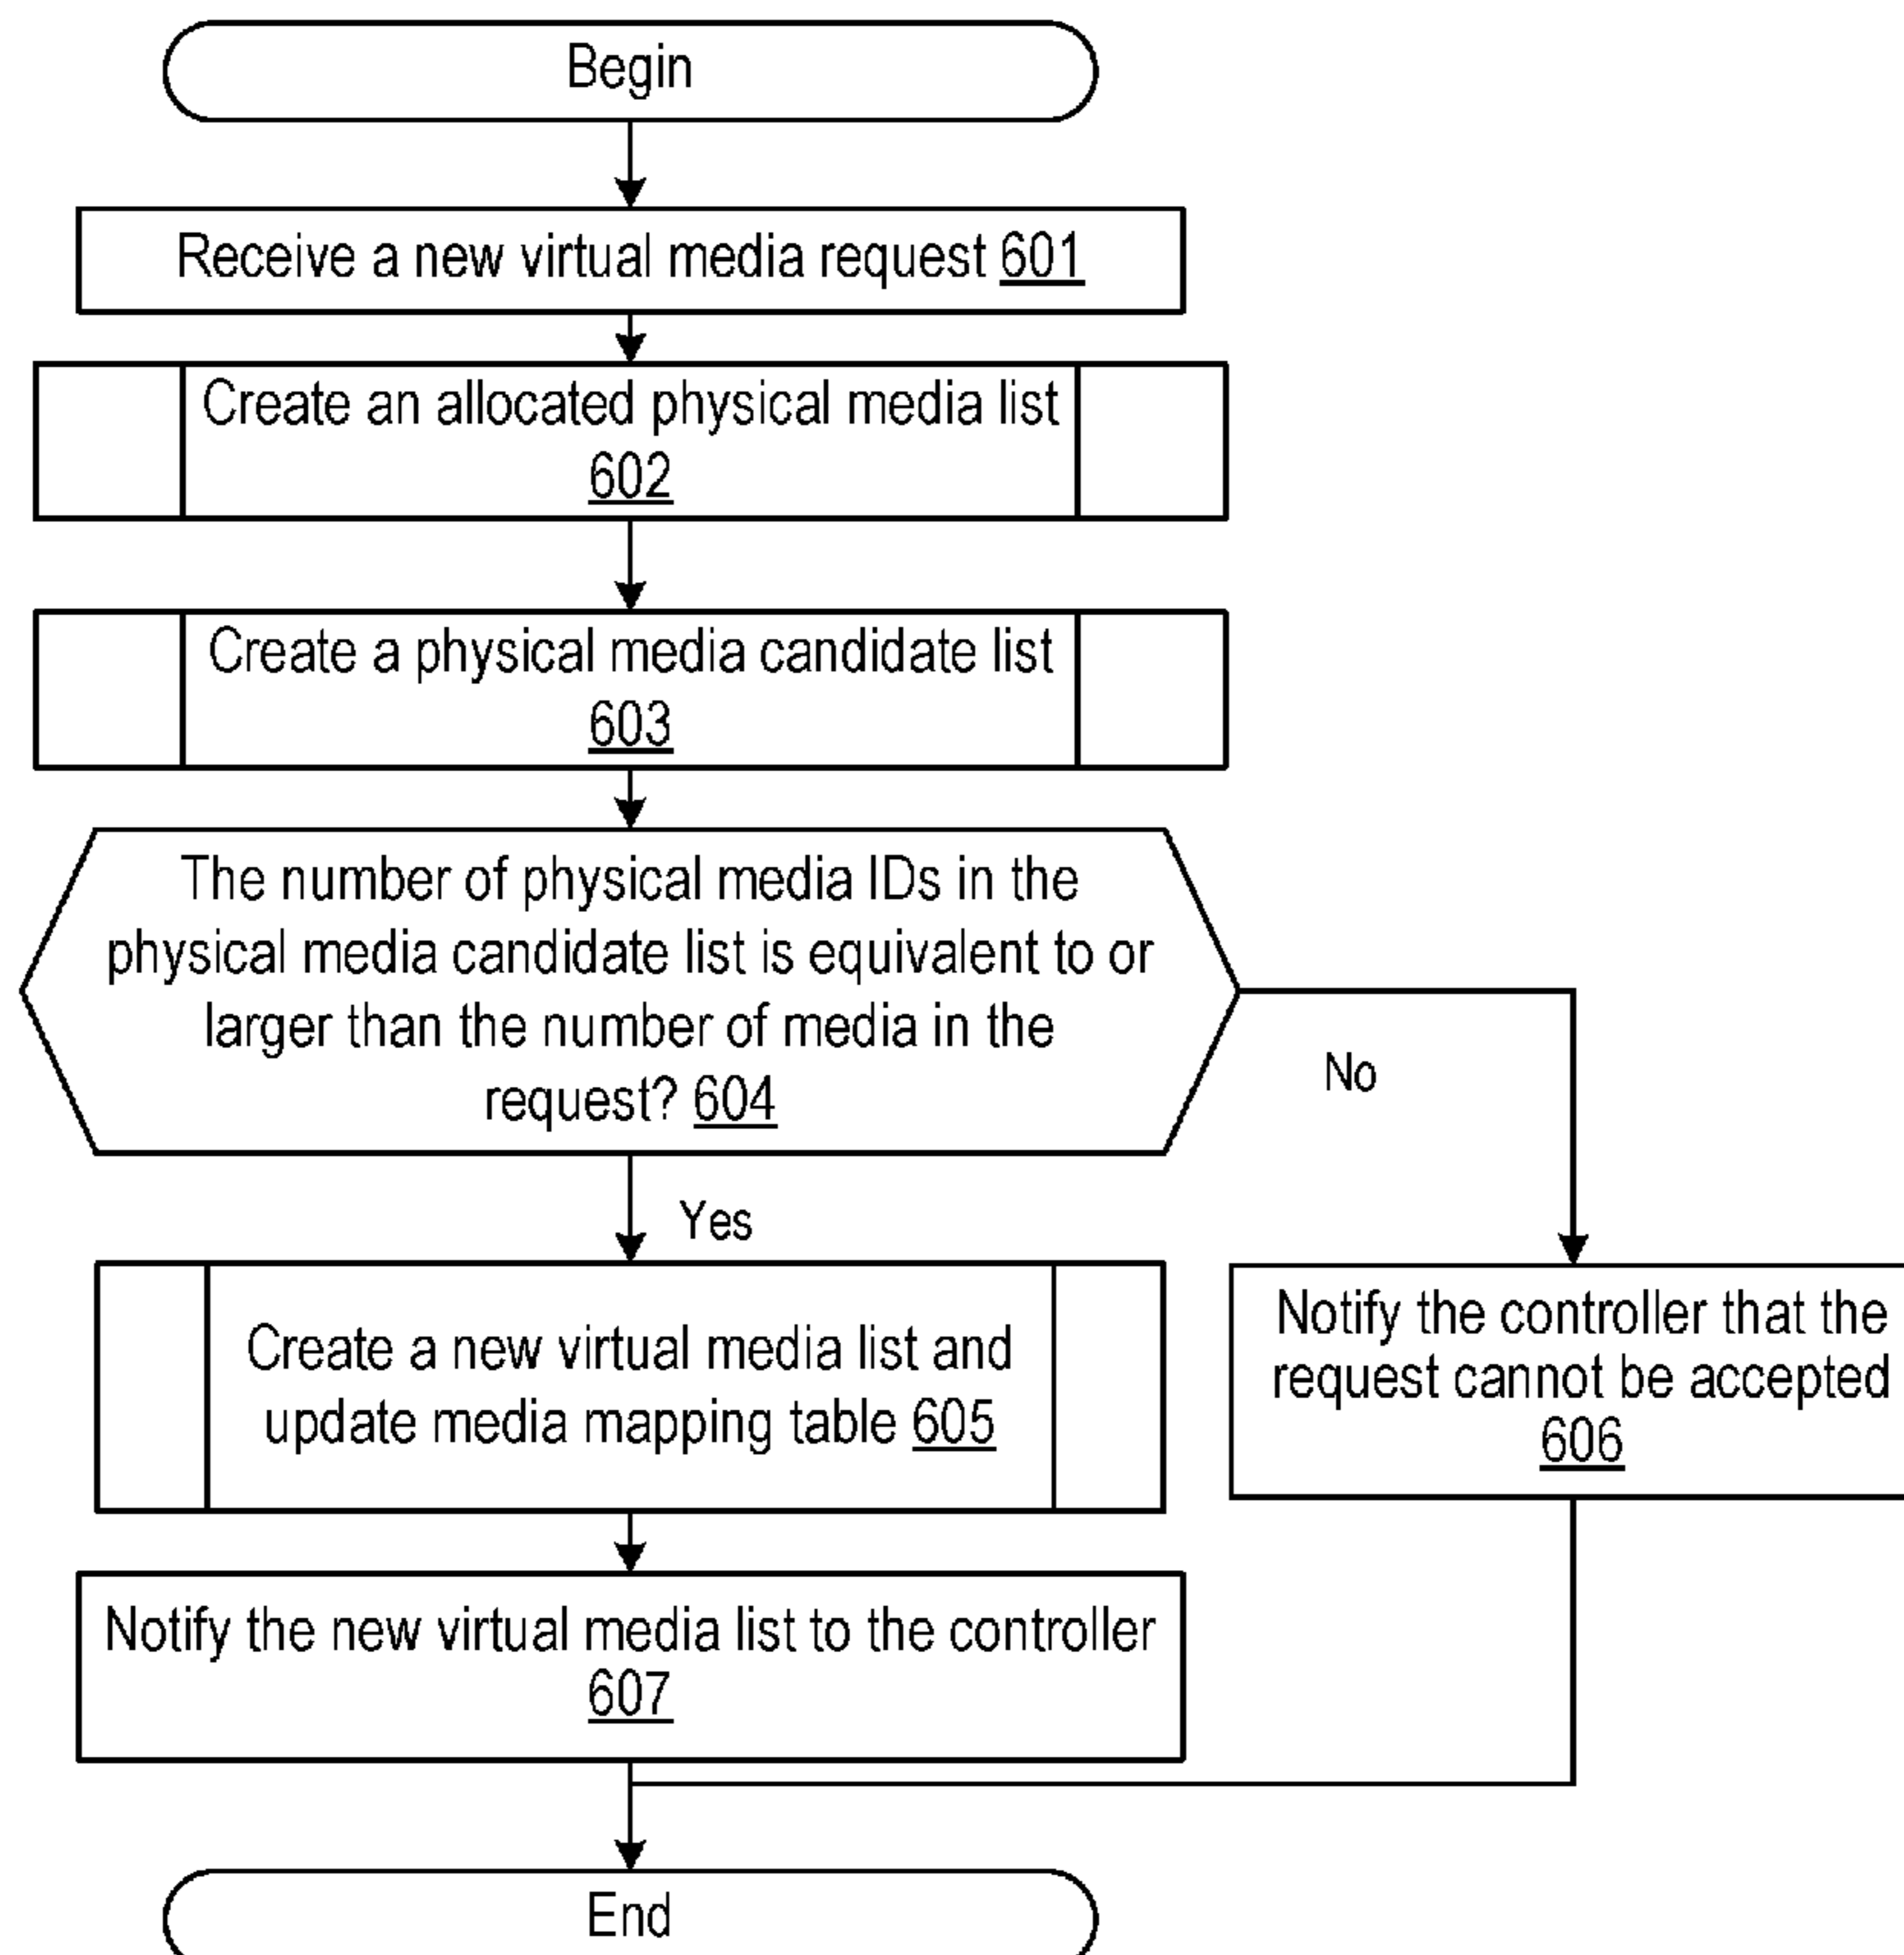 Begin
Receive a new virtual media request 601
Create an allocated physical media list
602
Create a physical media candidate list
603
The number of physical media IDs in the
physical media candidate list is equivalent to or
larger than the number of media in the
request? 604
No
Yes
Create a new virtual media list and
update media mapping table 605
Notify the controller that the
request cannot be accepted
606
Notify the new virtual media list to the controller
607
End